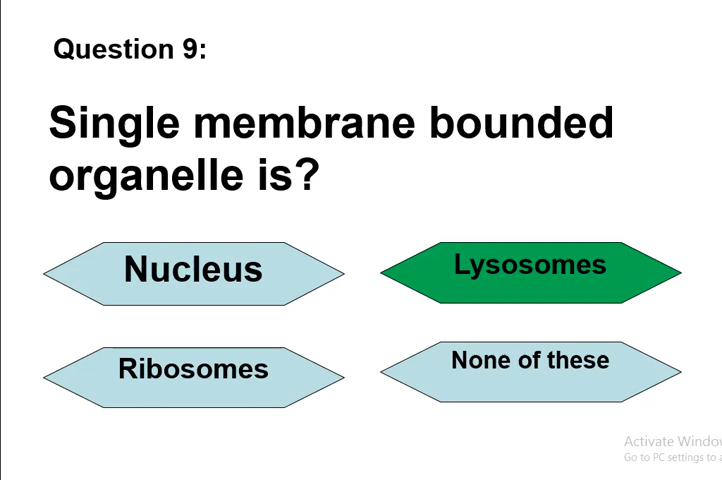 Question 9:
Single membrane bounded
organelle is?
Nucleus
Lysosomes
Ribosomes
None of these
Activate Window
Go to PC settings to a